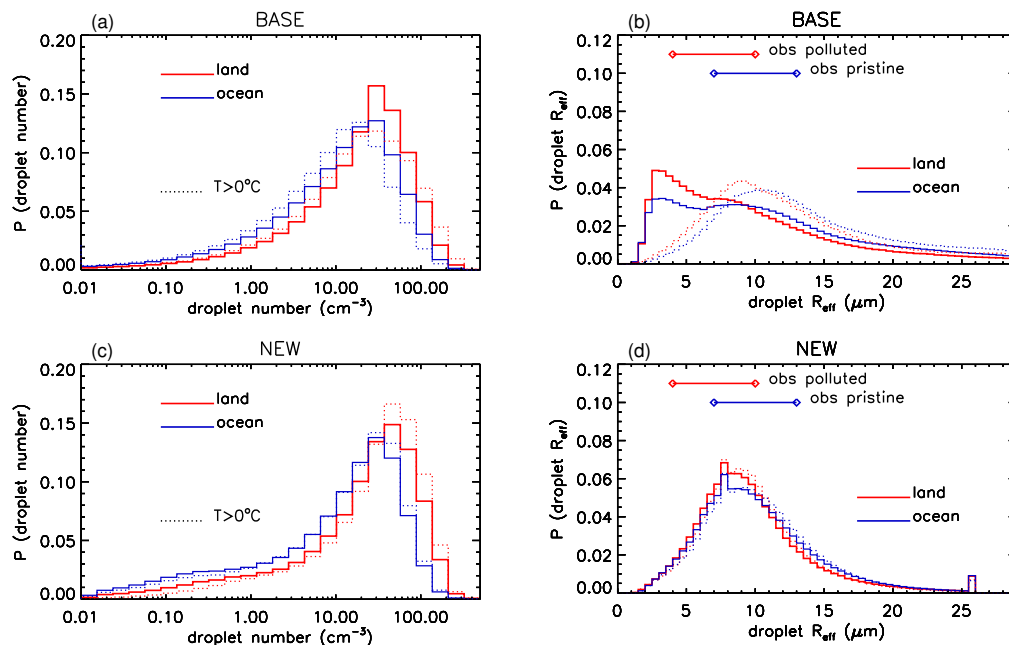 (a) BASE
0.20
0.15
0.10
0.05
0.00
P (droplet number)
land
ocean
T>0°C
0.01 0.10 1.00 10.00 100.00
droplet number (cm⁻³)
(b) BASE
0.12
0.10
0.08
0.06
0.04
0.02
0.00
P (droplet Reff)
obs polluted
obs pristine
land
ocean
0 5 10 15 20 25
droplet Reff (μm)
(c) NEW
0.20
0.15
0.10
0.05
0.00
P (droplet number)
land
ocean
T>0°C
0.01 0.10 1.00 10.00 100.00
droplet number (cm⁻³)
(d) NEW
0.12
0.10
0.08
0.06
0.04
0.02
0.00
P (droplet Reff)
obs polluted
obs pristine
land
ocean
0 5 10 15 20 25
droplet Reff (μm)